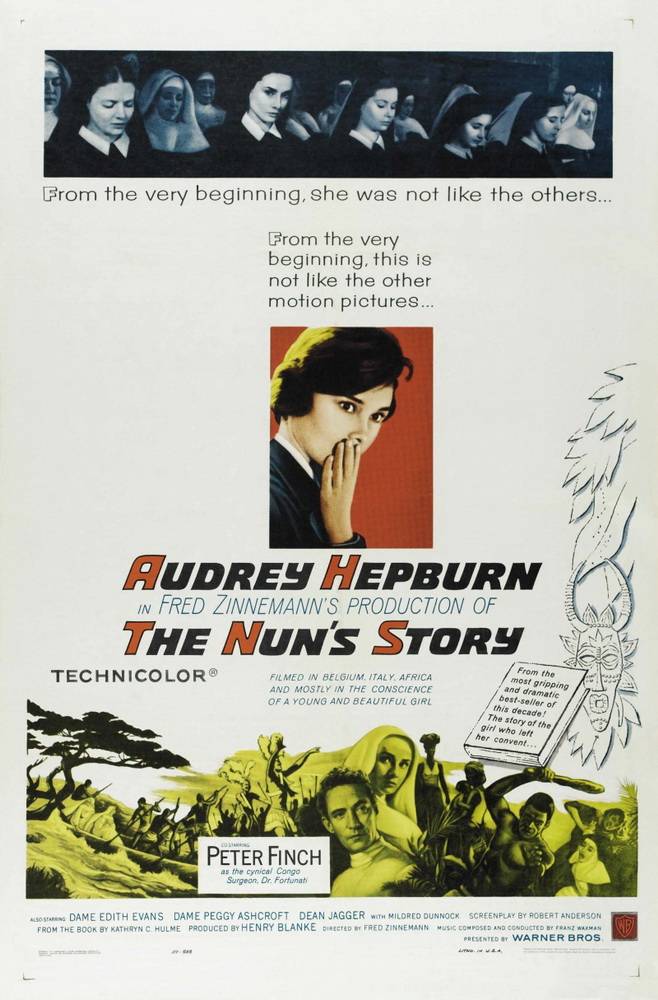 From the very beginning, she was not like the others...
From the very
beginning, this is
not like the other
motion pictures...
AUDREY HEPBURN
IN FRED ZINNEMANN'S PRODUCTION OF
THE NUN'S STORY
TECHNICOLOR®
FILMED IN BELGIUM, ITALY, AFRICA
AND MOSTLY IN THE CONSCIENCE
OF A YOUNG AND BEAUTIFUL GIRL
From the
most gripping
and dramatic
best-seller of
this decade!
The story of the
girl who left
her convent...
CO-STARRING
PETER FINCH
as the cynical Congo
Surgeon, Dr. Fortunati
ALSO STARRING DAME EDITH EVANS DAME PEGGY ASHCROFT DEAN JAGGER WITH MILDRED DUNNOCK SCREENPLAY BY ROBERT ANDERSON
FROM THE BOOK BY KATHRYN C. HULME PRODUCED BY HENRY BLANKE DIRECTED BY FRED ZINNEMANN MUSIC COMPOSED AND CONDUCTED BY FRANZ WAXMAN
PRESENTED BY WARNER BROS.
WB
LITHO. IN U.S.A.